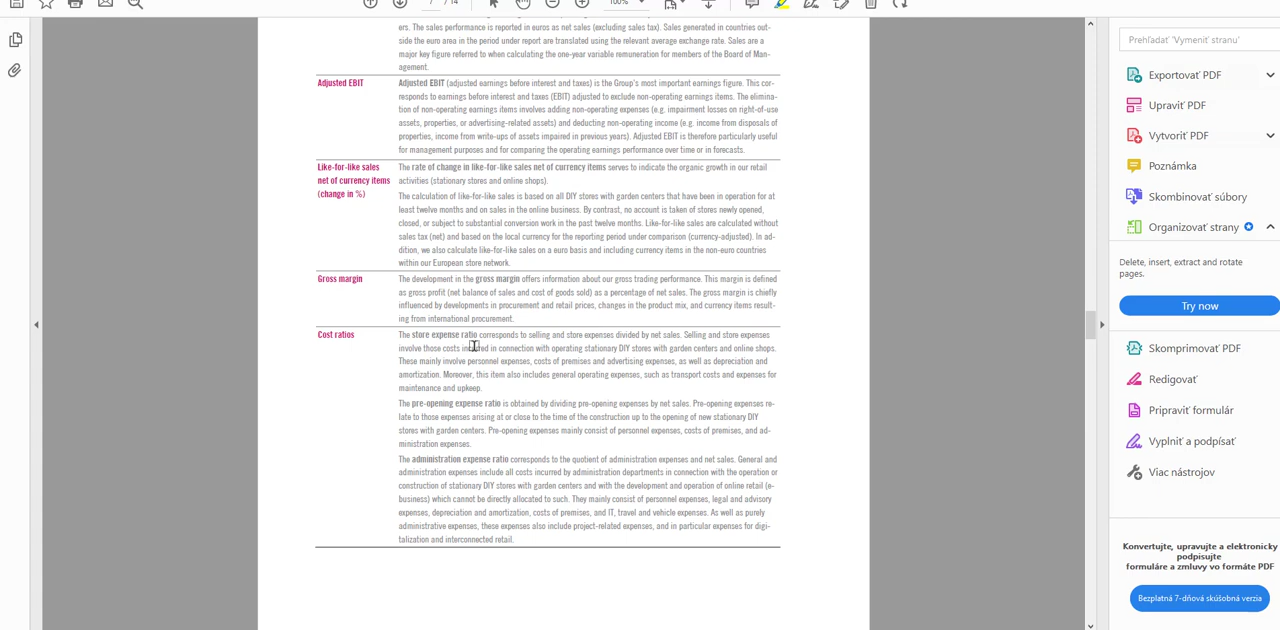 7 / 14
100%
ers. The sales performance is reported in euros as net sales (excluding sales tax). Sales generated in countries out-
side the euro area in the period under report are translated using the relevant average exchange rate. Sales are a
major key figure referred to when calculating the one-year variable remuneration for members of the Board of Man-
agement.
Adjusted EBIT
Adjusted EBIT (adjusted earnings before interest and taxes) is the Group's most important earnings figure. This cor-
responds to earnings before interest and taxes (EBIT) adjusted to exclude non-operating earnings items. The elimina-
tion of non-operating earnings items involves adding non-operating expenses (e.g. impairment losses on right-of-use
assets, properties, or advertising-related assets) and deducting non-operating income (e.g. income from disposals of
properties, income from write-ups of assets impaired in previous years). Adjusted EBIT is therefore particularly useful
for management purposes and for comparing the operating earnings performance over time or in forecasts.
Like-for-like sales
net of currency items
(change in %)
The rate of change in like-for-like sales net of currency items serves to indicate the organic growth in our retail
activities (stationary stores and online shops).
The calculation of like-for-like sales is based on all DIY stores with garden centers that have been in operation for at
least twelve months and on sales in the online business. By contrast, no account is taken of stores newly opened,
closed, or subject to substantial conversion work in the past twelve months. Like-for-like sales are calculated without
sales tax (net) and based on the local currency for the reporting period under comparison (currency-adjusted). In ad-
dition, we also calculate like-for-like sales on a euro basis and including currency items in the non-euro countries
within our European store network.
Gross margin
The development in the gross margin offers information about our gross trading performance. This margin is defined
as gross profit (net balance of sales and cost of goods sold) as a percentage of net sales. The gross margin is chiefly
influenced by developments in procurement and retail prices, changes in the product mix, and currency items result-
ing from international procurement.
Cost ratios
The store expense ratio corresponds to selling and store expenses divided by net sales. Selling and store expenses
involve those costs incurred in connection with operating stationary DIY stores with garden centers and online shops.
These mainly involve personnel expenses, costs of premises and advertising expenses, as well as depreciation and
amortization. Moreover, this item also includes general operating expenses, such as transport costs and expenses for
maintenance and upkeep.
The pre-opening expense ratio is obtained by dividing pre-opening expenses by net sales. Pre-opening expenses re-
late to those expenses arising at or close to the time of the construction up to the opening of new stationary DIY
stores with garden centers. Pre-opening expenses mainly consist of personnel expenses, costs of premises, and ad-
ministration expenses.
The administration expense ratio corresponds to the quotient of administration expenses and net sales. General and
administration expenses include all costs incurred by administration departments in connection with the operation or
construction of stationary DIY stores with garden centers and with the development and operation of online retail (e-
business) which cannot be directly allocated to such. They mainly consist of personnel expenses, legal and advisory
expenses, depreciation and amortization, costs of premises, and IT, travel and vehicle expenses. As well as purely
administrative expenses, these expenses also include project-related expenses, and in particular expenses for digi-
talization and interconnected retail.
Prehľadať 'Vymeniť stranu'
Exportovať PDF
Upraviť PDF
Vytvoriť PDF
Poznámka
Skombinovať súbory
Organizovať strany
Delete, insert, extract and rotate
pages.
Try now
Skomprimovať PDF
Redigovať
Pripraviť formulár
Vyplniť a podpísať
Viac nástrojov
Konvertujte, upravujte a elektronicky
podpisujte
formuláre a zmluvy vo formáte PDF
Bezplatná 7-dňová skúšobná verzia